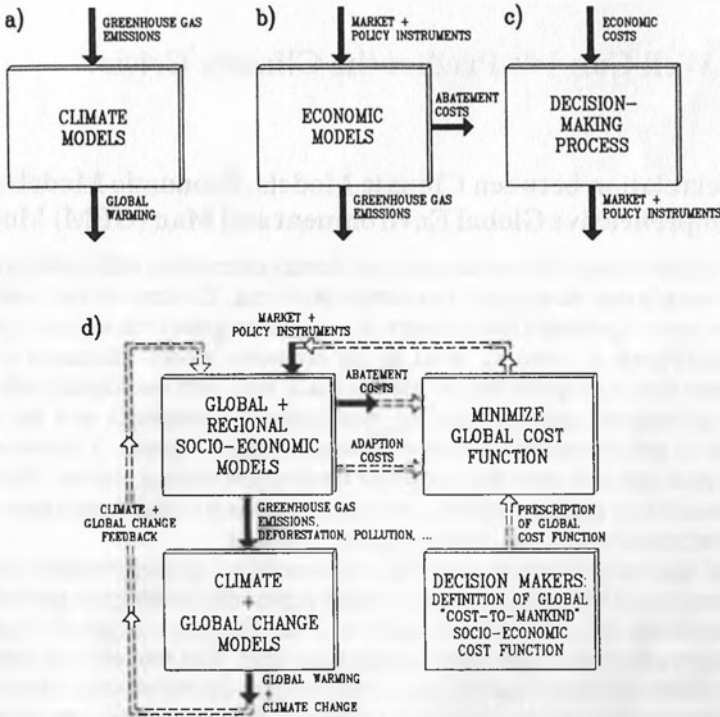 a)
GREENHOUSE GAS
EMISSIONS
CLIMATE
MODELS
GLOBAL
WARMING
b)
MARKET +
POLICY INSTRUMENTS
ECONOMIC
MODELS
ABATEMENT
COSTS
GREENHOUSE GAS
EMISSIONS
c)
ECONOMIC
COSTS
DECISION-
MAKING
PROCESS
MARKET +
POLICY INSTRUMENTS
d)
MARKET +
POLICY INSTRUMENTS
GLOBAL +
REGIONAL
SOCIO-ECONOMIC
MODELS
ABATEMENT
COSTS
ADAPTION
COSTS
MINIMIZE
GLOBAL COST
FUNCTION
CLIMATE
GLOBAL CHANGE
FEEDBACK
GREENHOUSE GAS
EMISSIONS,
DEFORESTATION, POLLUTION, ...
PRESCRIPTION
OF GLOBAL
COST FUNCTION
CLIMATE
+
GLOBAL CHANGE
MODELS
DECISION MAKERS:
DEFINITION OF GLOBAL
"COST-TO-MANKIND"
SOCIO-ECONOMIC
COST FUNCTION
GLOBAL WARMING
+
CLIMATE CHANGE